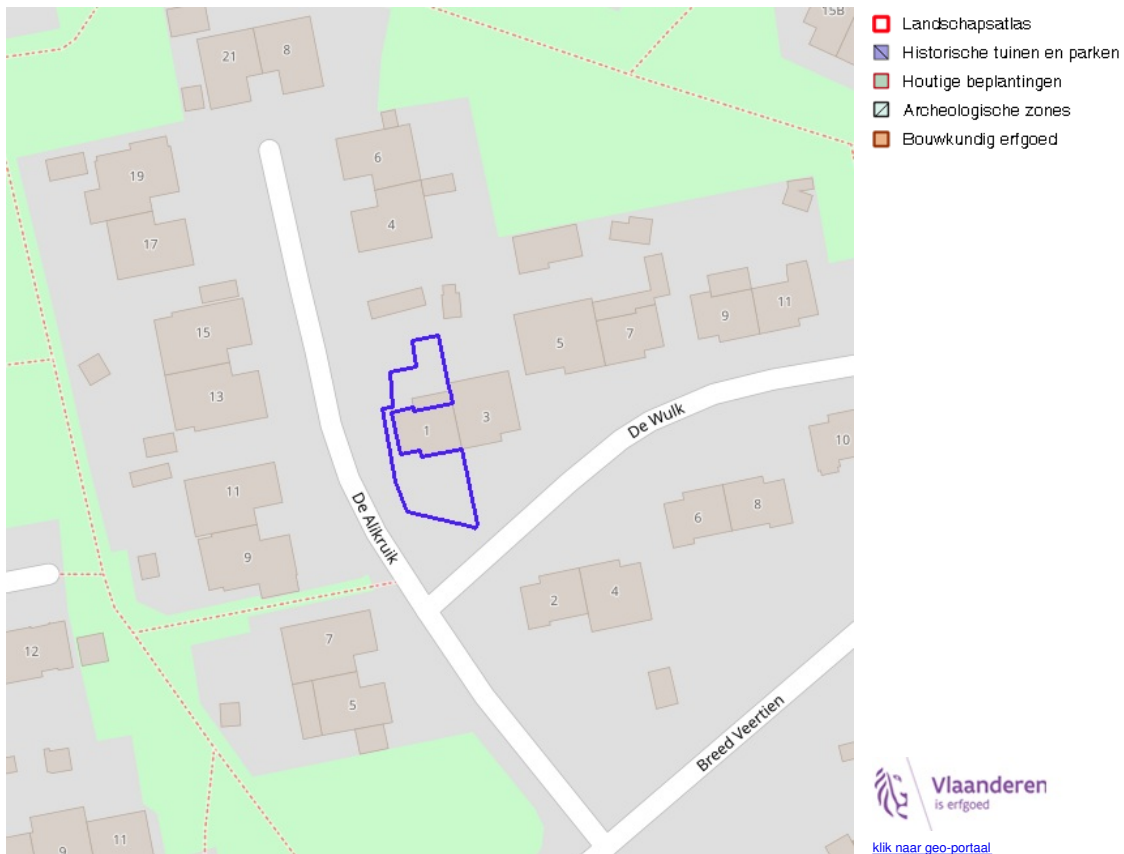 Landschapsatlas
Historische tuinen en parken
Houtige beplantingen
Archeologische zones
Bouwkundig erfgoed
15B
21
8
6
19
4
17
11
15
9
5
7
13
3
1
De Wulk
10
11
8
6
De Alikruik
9
4
2
7
12
5
Breed Veertien
11
9
Vlaanderen
is erfgoed
klik naar geo-portaal